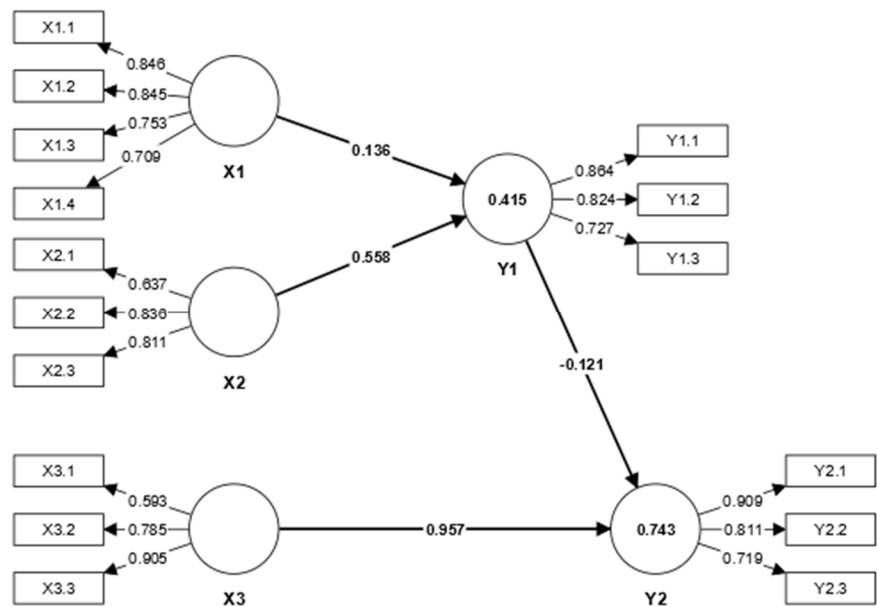 X1.1
0.846
X1.2
0.845
X1.3
0.753
0.709
X1.4
X1
0.136
Y1.1
0.864
0.415
0.824
Y1.2
0.727
Y1.3
Y1
X2.1
0.637
X2.2
0.836
0.811
X2.3
X2
0.558
-0.121
X3.1
0.593
X3.2
0.785
0.905
X3.3
X3
0.957
Y2.1
0.909
0.743
0.811
Y2.2
0.719
Y2.3
Y2